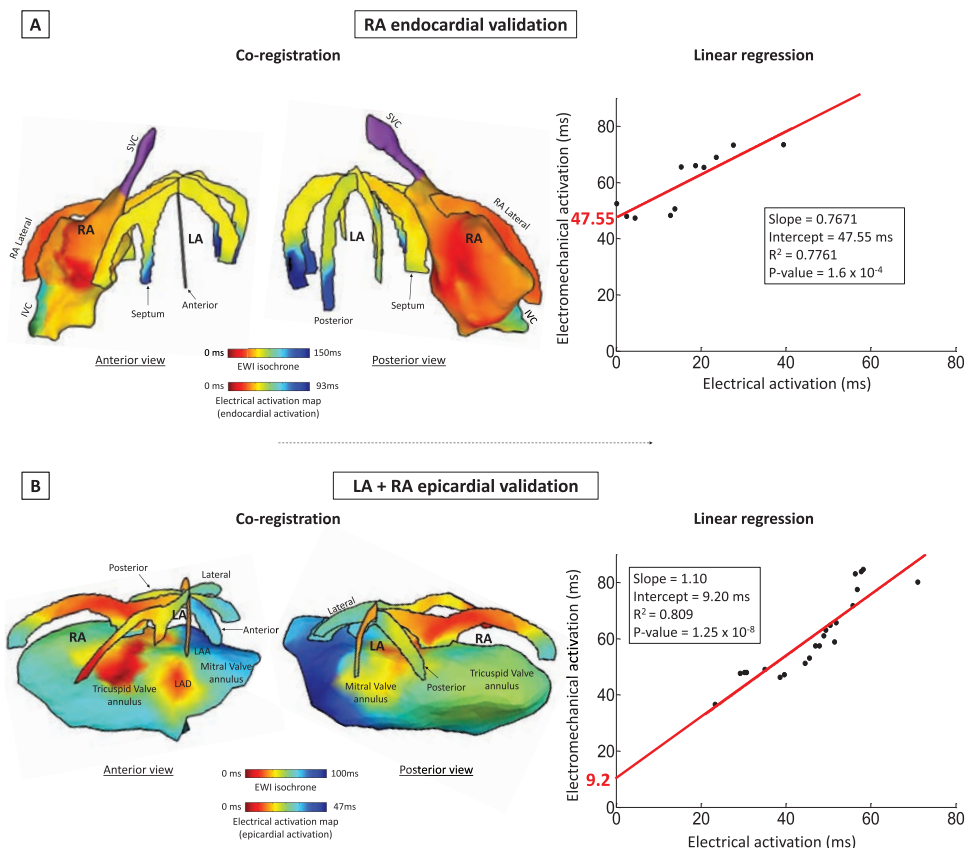 A
RA endocardial validation
Co-registration
Linear regression
SVC
RA Lateral
RA
LA
IVC
Septum
Anterior
Anterior view
SVC
RA Lateral
RA
LA
IVC
Septum
Posterior
Posterior view
0 ms 150ms
EWI isochrone
0 ms 93ms
Electrical activation map
(endocardial activation)
Electromechanical activation (ms)
80
60
47.55
40
20
0
0 20 40 60 80
Electrical activation (ms)
Slope = 0.7671
Intercept = 47.55 ms
R² = 0.7761
P-value = 1.6 x 10⁻⁴
B
LA + RA epicardial validation
Co-registration
Linear regression
Posterior
Lateral
LA
RA
Anterior
LAA
Mitral Valve
annulus
Tricuspid Valve
annulus
LAD
Anterior view
Lateral
LA
RA
Mitral Valve
annulus
Posterior
Tricuspid Valve
annulus
Posterior view
0 ms 100ms
EWI isochrone
0 ms 47ms
Electrical activation map
(epicardial activation)
Electromechanical activation (ms)
80
60
40
20
9.2
0
0 20 40 60 80
Electrical activation (ms)
Slope = 1.10
Intercept = 9.20 ms
R² = 0.809
P-value = 1.25 x 10⁻⁸